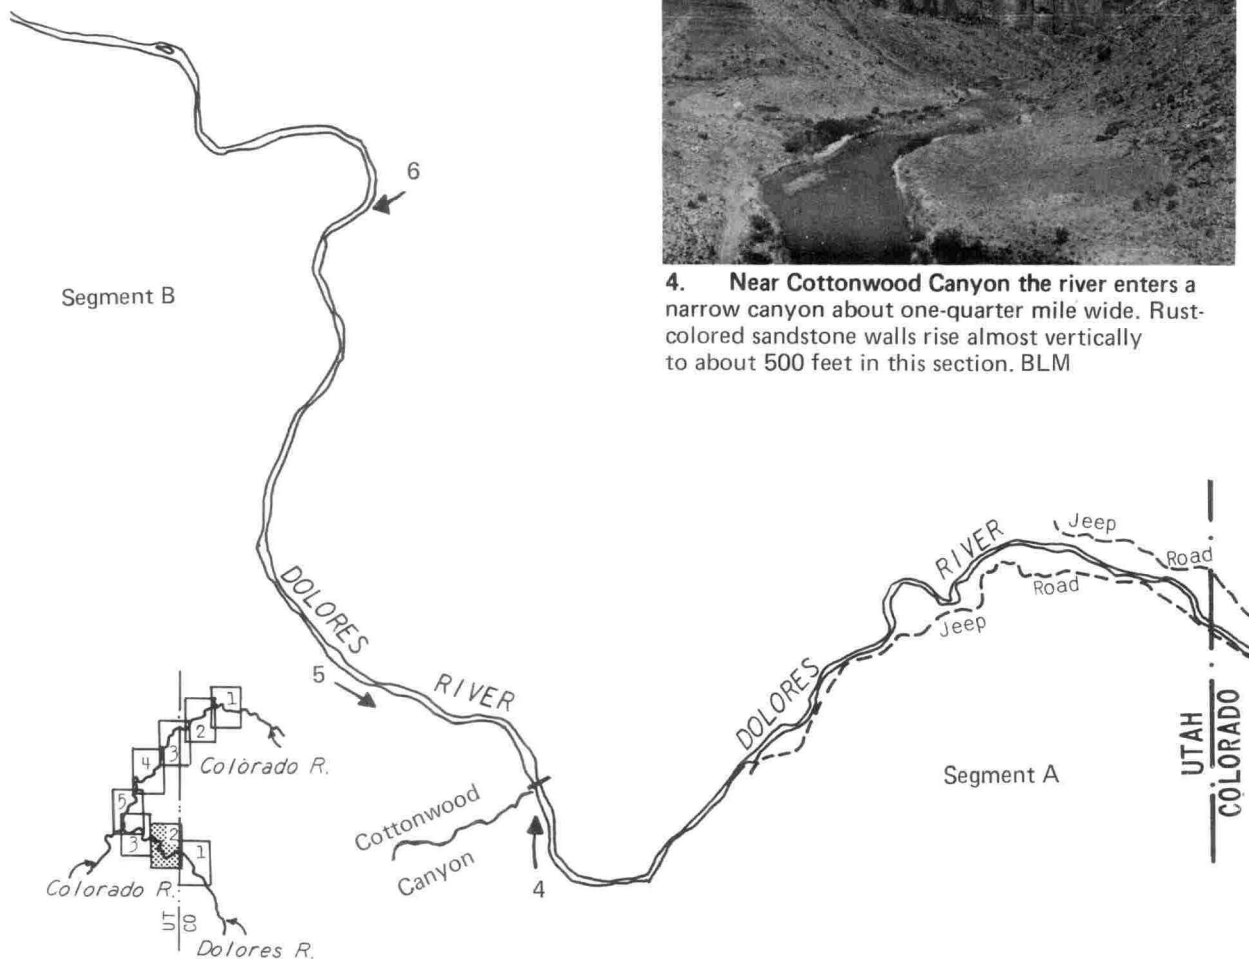 4. Near Cottonwood Canyon the river enters a
narrow canyon about one-quarter mile wide. Rust-
colored sandstone walls rise almost vertically
to about 500 feet in this section. BLM
6
Segment B
DOLORES
RIVER
5
Cottonwood
Canyon
4
DOLORES
RIVER
Jeep
Road
Jeep
Road
Segment A
UTAH
COLORADO
1
2
3
4
5
Colorado R.
3
2
1
Colorado R.
UT
CO
Dolores R.